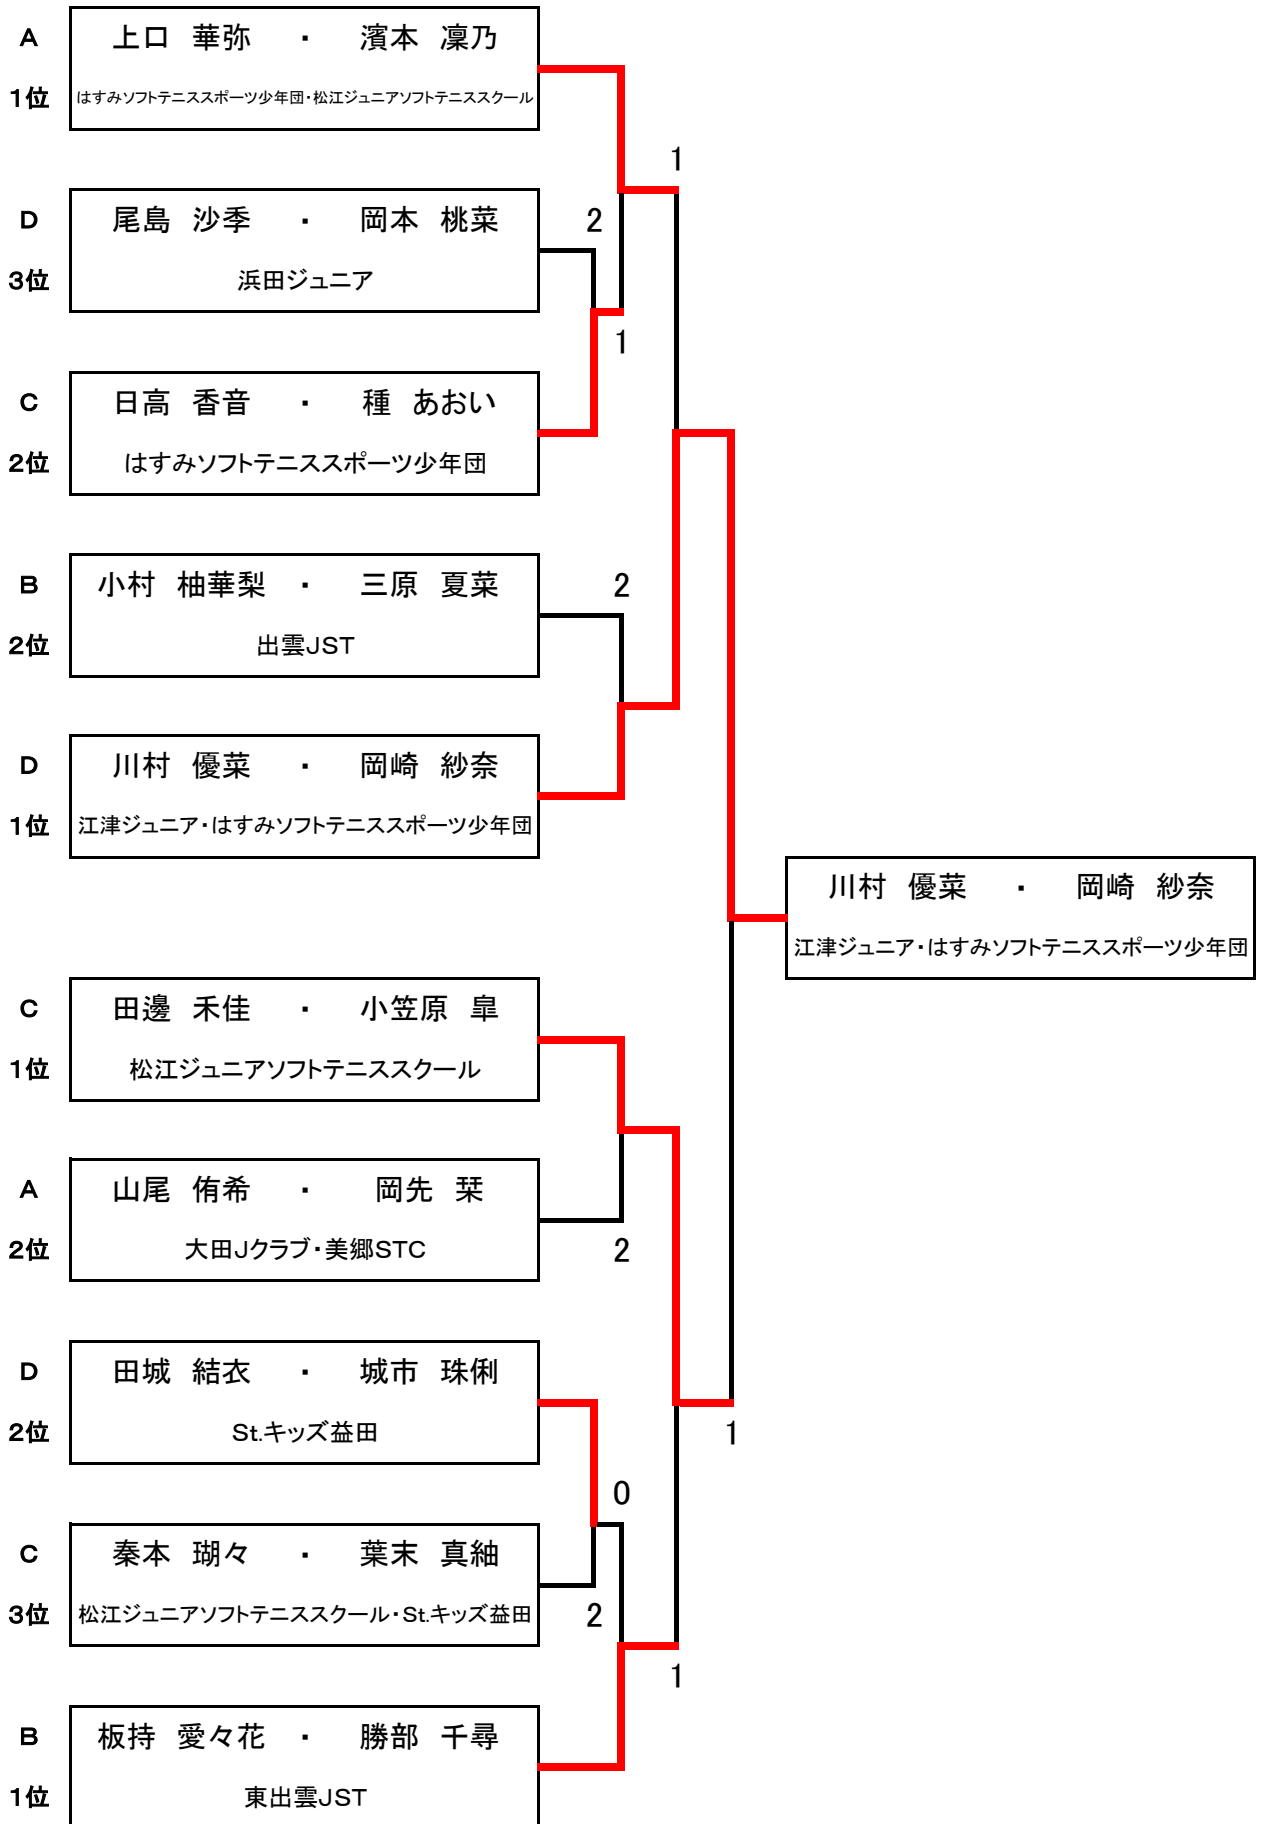 A
上口 華弥 ・ 濱本 凜乃
1位
はすみソフトテニススポーツ少年団・松江ジュニアソフトテニススクール
1
D
尾島 沙季 ・ 岡本 桃菜
2
3位
浜田ジュニア
1
C
日高 香音 ・ 種 あおい
2位
はすみソフトテニススポーツ少年団
B
小村 柚華梨 ・ 三原 夏菜
2
2位
出雲JST
D
川村 優菜 ・ 岡崎 紗奈
1位
江津ジュニア・はすみソフトテニススポーツ少年団
川村 優菜 ・ 岡崎 紗奈
江津ジュニア・はすみソフトテニススポーツ少年団
C
田邊 禾佳 ・ 小笠原 皐
1位
松江ジュニアソフトテニススクール
A
山尾 侑希 ・ 岡先 栞
2位
大田Jクラブ・美郷STC
2
D
田城 結衣 ・ 城市 珠俐
2位
St.キッズ益田
1
0
C
秦本 瑚々 ・ 葉末 真紬
3位
松江ジュニアソフトテニススクール・St.キッズ益田
2
1
B
板持 愛々花 ・ 勝部 千尋
1位
東出雲JST